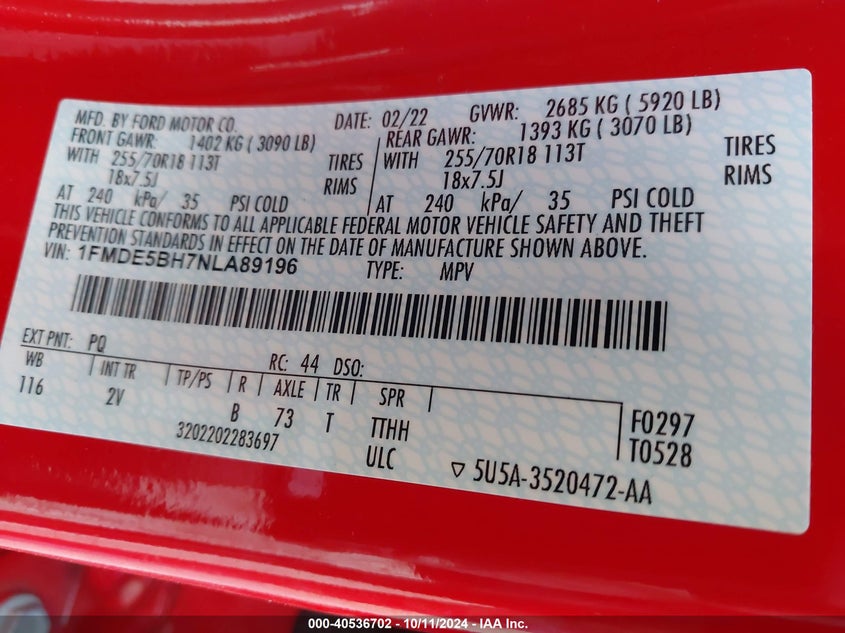 MFD. BY FORD MOTOR CO. DATE: 02/22 GVWR: 2685 KG ( 5920 LB)
FRONT GAWR: 1402 KG ( 3090 LB) REAR GAWR: 1393 KG ( 3070 LB)
WITH 255/70R18 113T TIRES WITH 255/70R18 113T TIRES
18x7.5J RIMS 18x7.5J RIMS
AT 240 kPa/ 35 PSI COLD AT 240 kPa/ 35 PSI COLD
THIS VEHICLE CONFORMS TO ALL APPLICABLE FEDERAL MOTOR VEHICLE SAFETY AND THEFT
PREVENTION STANDARDS IN EFFECT ON THE DATE OF MANUFACTURE SHOWN ABOVE.
VIN: 1FMDE5BH7NLA89196 TYPE: MPV
EXT PNT: PQ RC: 44 DSO:
WB INT TR TP/PS R AXLE TR SPR
116 2V B 73 T TTHH F0297
3202202283697 ULC T0528
5U5A-3520472-AA
000-40536702 - 10/11/2024 - IAA Inc.